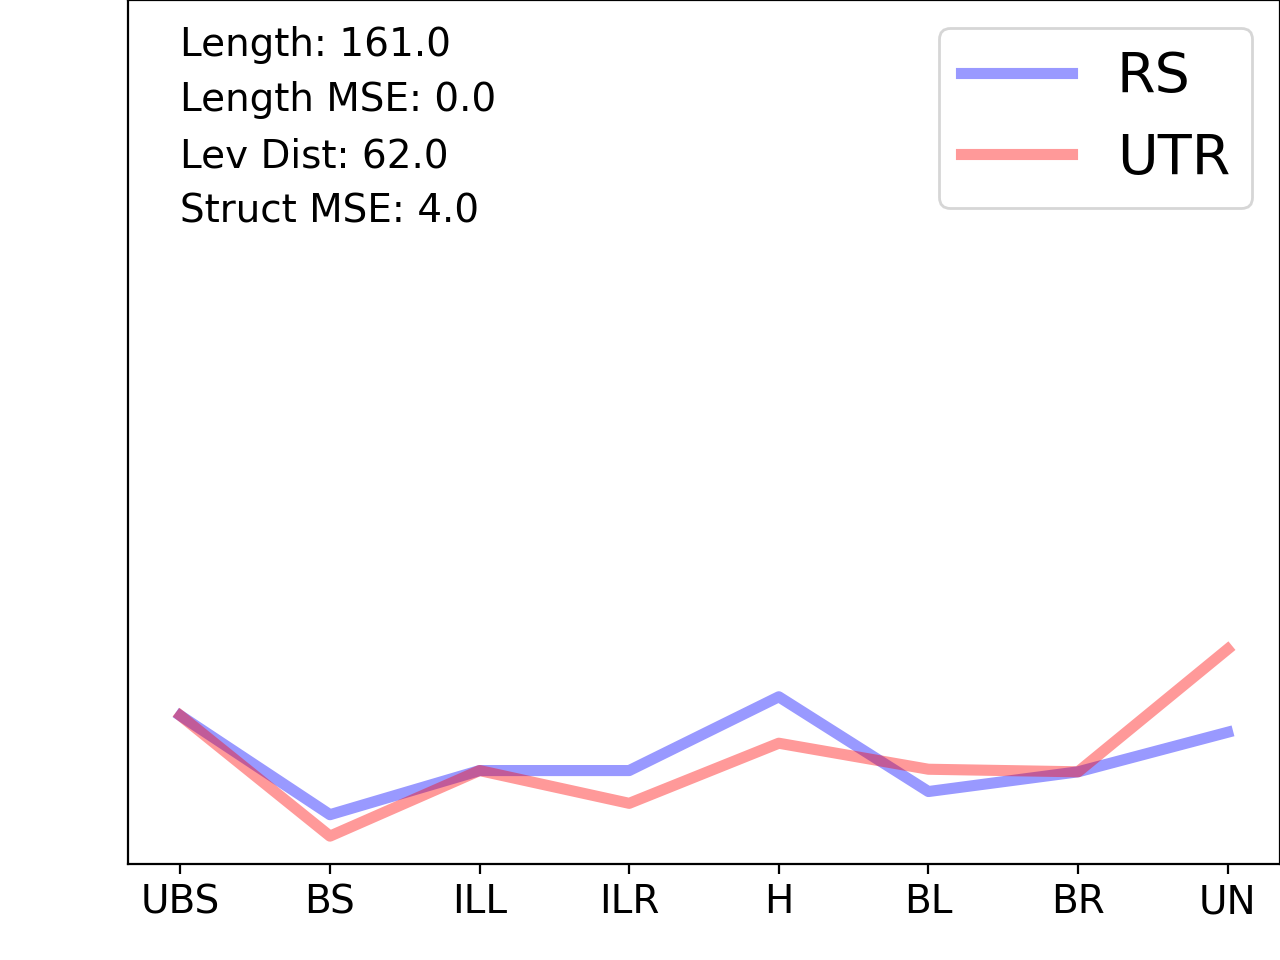 Length: 161.0
Length MSE: 0.0
Lev Dist: 62.0
Struct MSE: 4.0
RS
UTR
UBS BS ILL ILR H BL BR UN